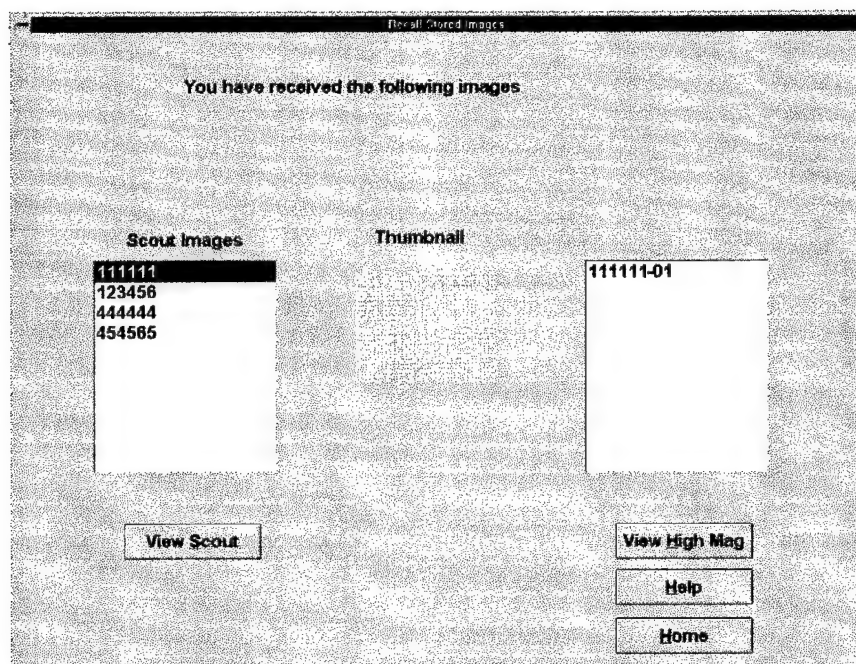 Recall Stored Images
You have received the following images
Scout Images
Thumbnail
111111
123456
444444
454565
111111-01
View Scout
View High Mag
Help
Home